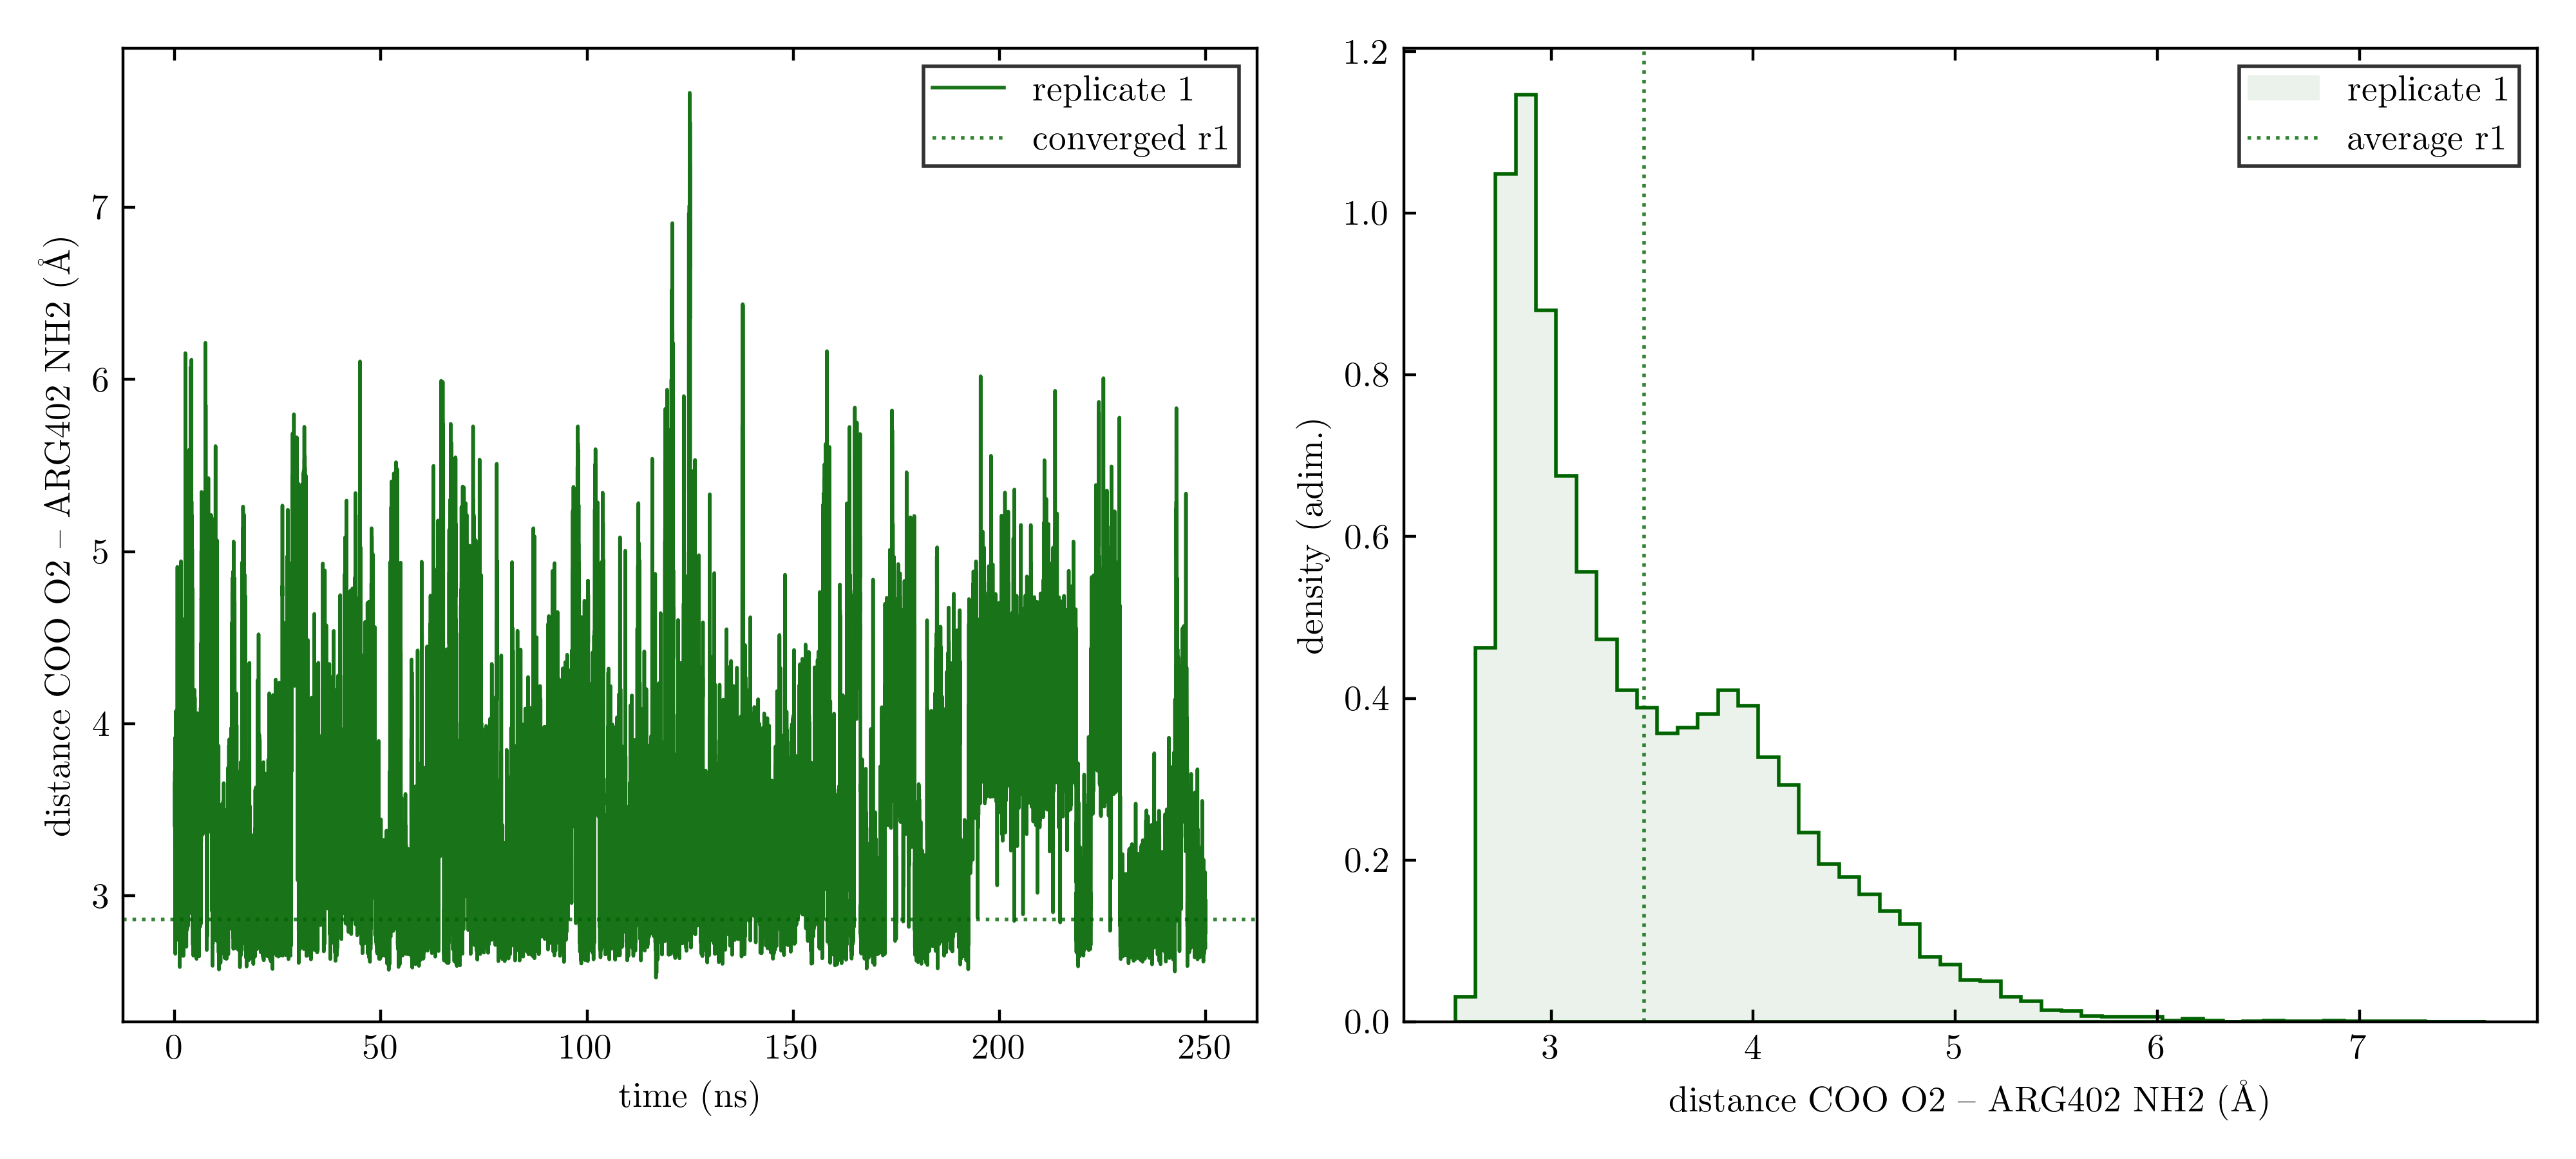 replicate 1
converged r1
7
6
5
4
3
distance COO O2 – ARG402 NH2 (Å)
0 50 100 150 200 250
time (ns)
replicate 1
average r1
1.2
1.0
0.8
0.6
0.4
0.2
0.0
density (adim.)
3 4 5 6 7
distance COO O2 – ARG402 NH2 (Å)